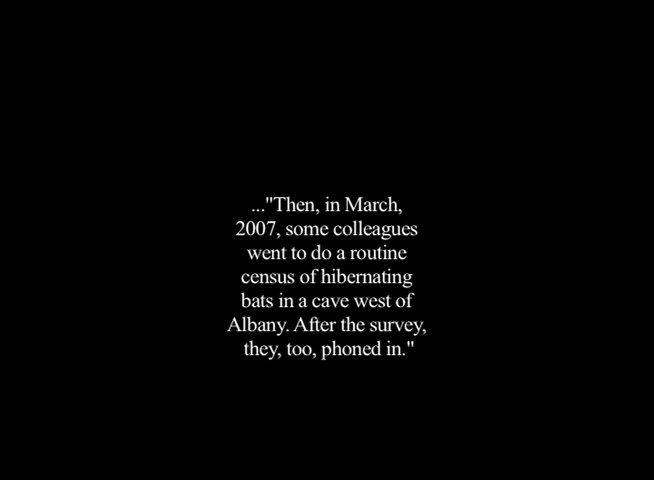 ..."Then, in March,
2007, some colleagues
went to do a routine
census of hibernating
bats in a cave west of
Albany. After the survey,
they, too, phoned in."